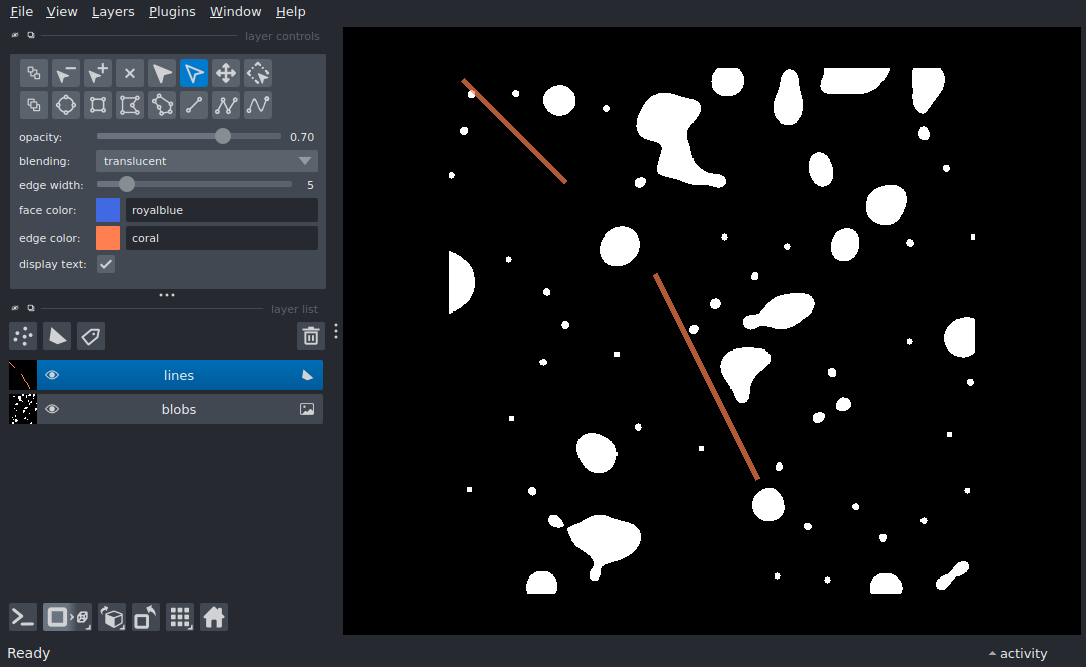 File View Layers Plugins Window Help
layer controls
opacity: 0.70
blending: translucent
edge width: 5
face color: royalblue
edge color: coral
display text:
layer list
lines
blobs
Ready activity